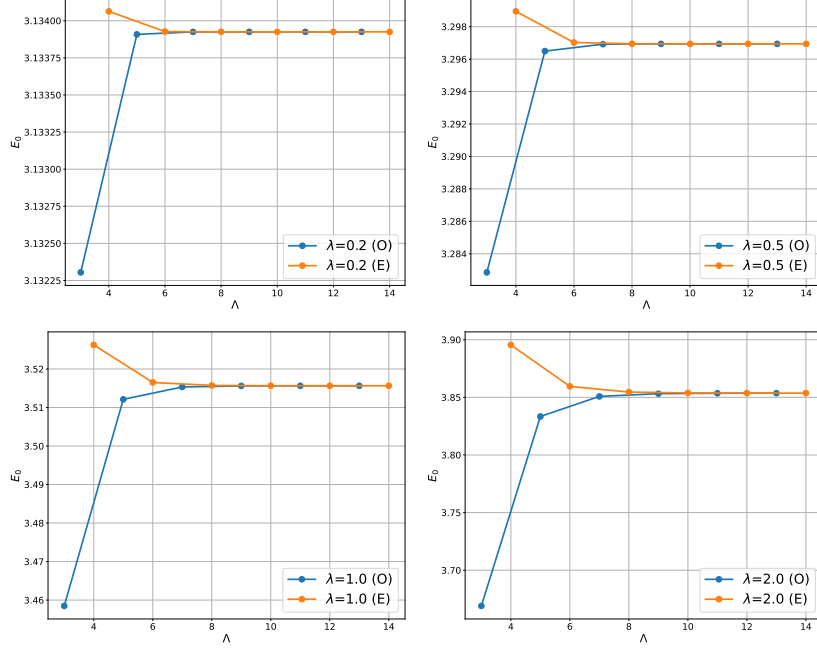 3.13400
3.13375
3.13350
3.13325
3.13300
3.13275
3.13250
3.13225
E0
4 6 8 10 12 14
Λ
λ=0.2 (O)
λ=0.2 (E)
3.298
3.296
3.294
3.292
3.290
3.288
3.286
3.284
E0
4 6 8 10 12 14
Λ
λ=0.5 (O)
λ=0.5 (E)
3.52
3.51
3.50
3.49
3.48
3.47
3.46
E0
4 6 8 10 12 14
Λ
λ=1.0 (O)
λ=1.0 (E)
3.90
3.85
3.80
3.75
3.70
E0
4 6 8 10 12 14
Λ
λ=2.0 (O)
λ=2.0 (E)